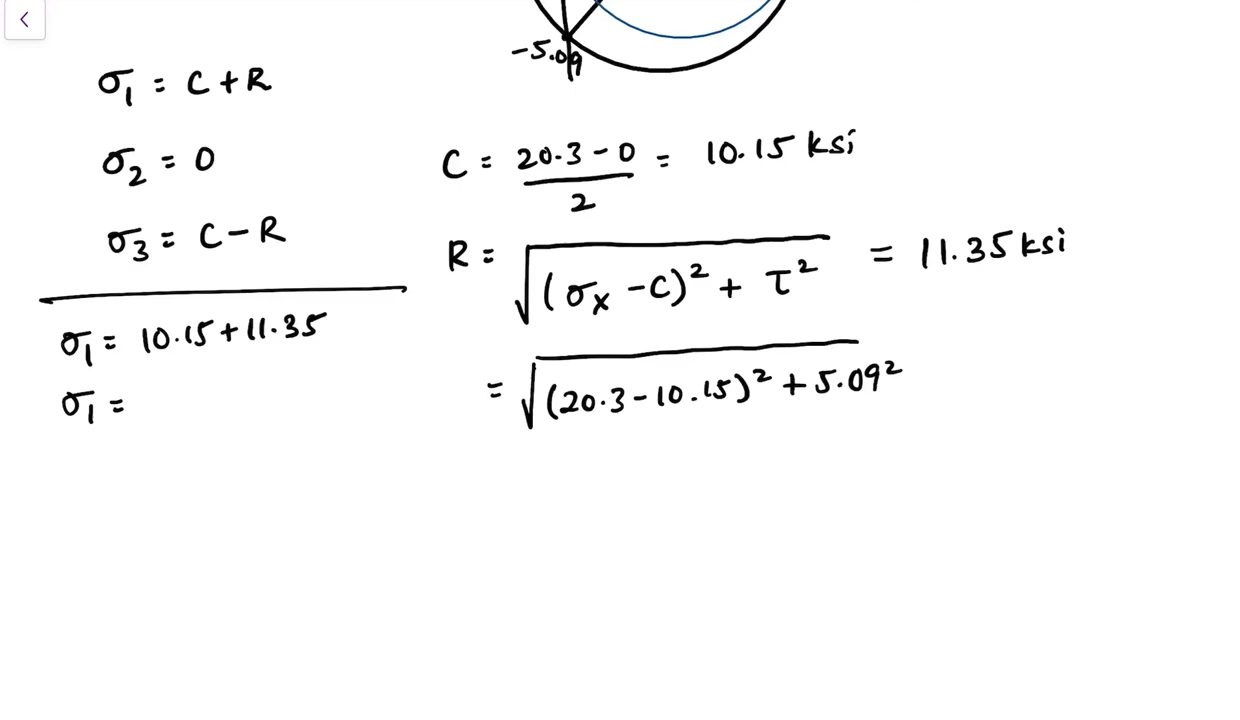 -5.09
σ₁ = C + R
σ₂ = 0
σ₃ = C - R
σ₁ = 10.15 + 11.35
σ₁ =
C = (20.3 - 0)/2 = 10.15 ksi
R = √((σₓ - C)² + τ²) = 11.35 ksi
= √((20.3 - 10.15)² + 5.09²)